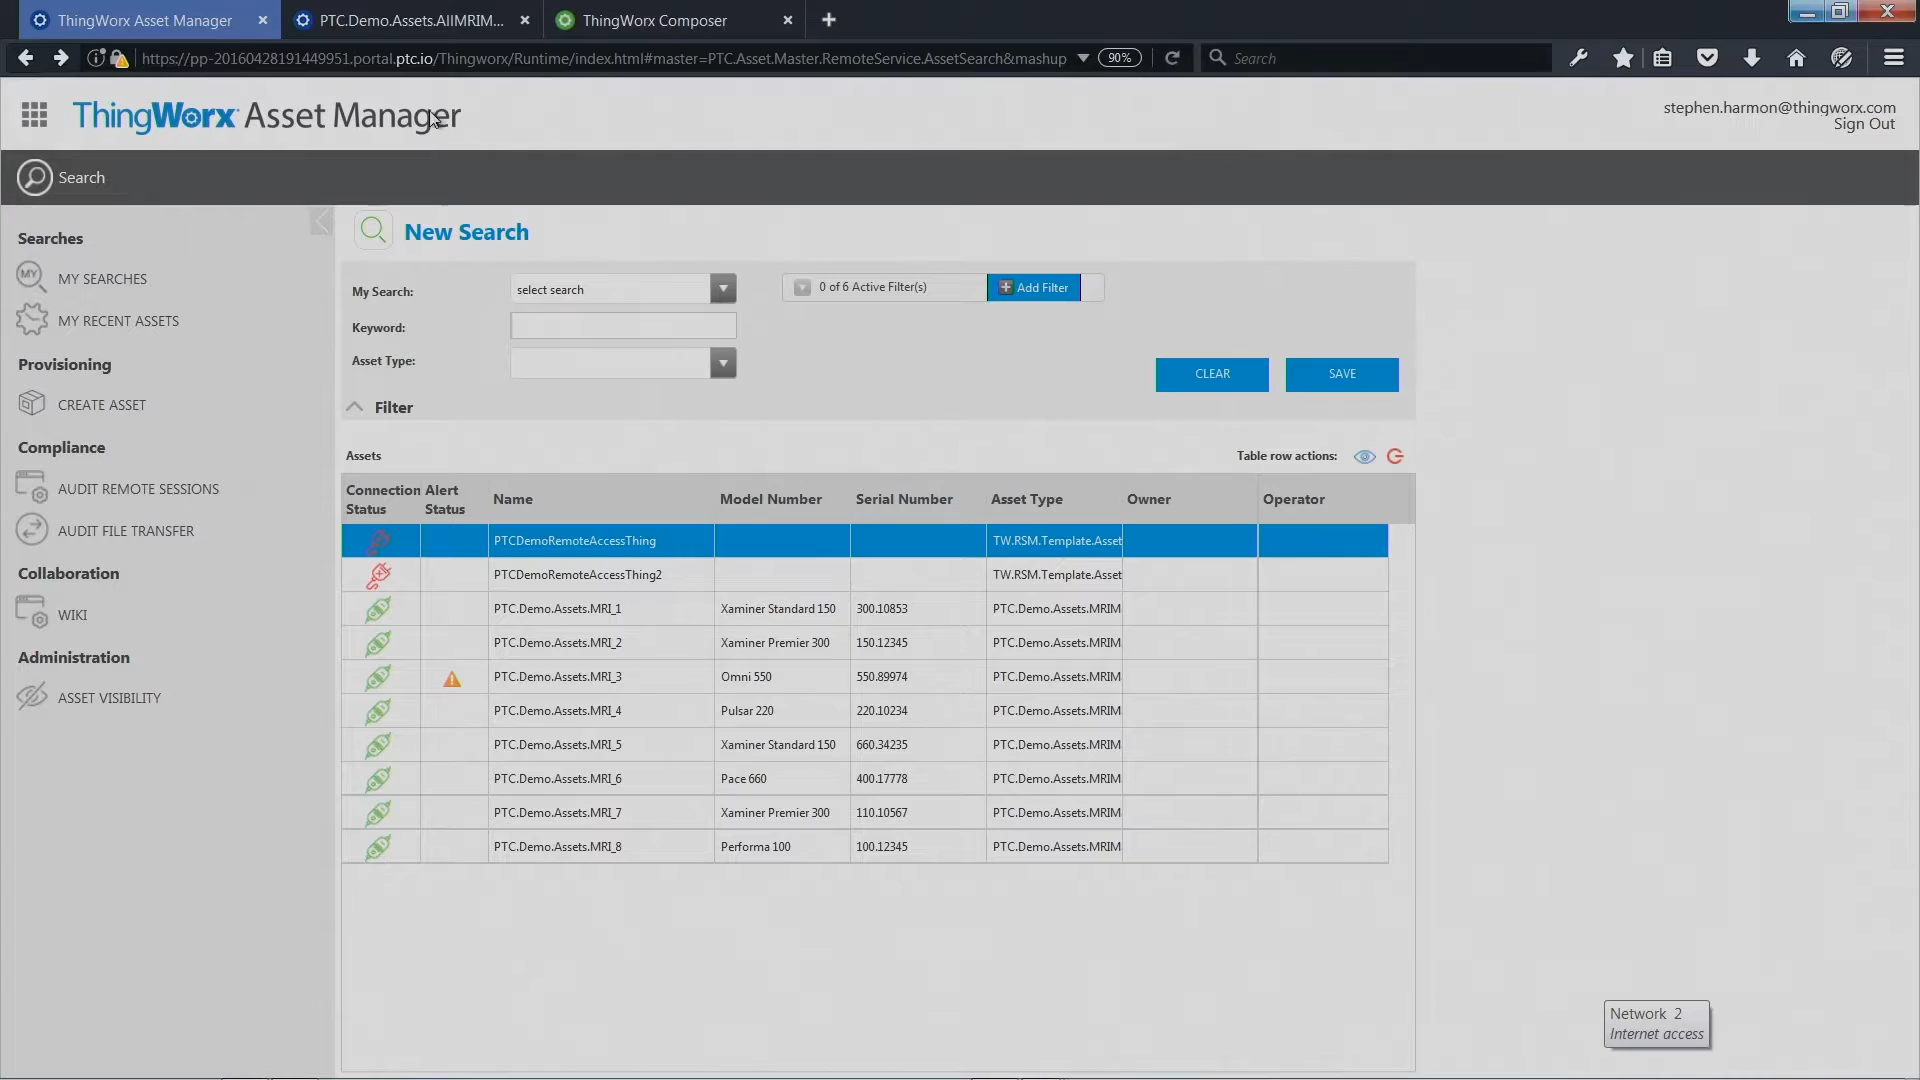 ThingWorx Asset Manager
PTC.Demo.Assets.AllMRIM...
ThingWorx Composer
https://pp-20160428191449951.portal.ptc.io/Thingworx/Runtime/index.html#master=PTC.Asset.Master.RemoteService.AssetSearch&mashup
90%
Search
ThingWorx Asset Manager
stephen.harmon@thingworx.com
Sign Out
Search
Searches
MY
MY SEARCHES
MY RECENT ASSETS
Provisioning
CREATE ASSET
Compliance
AUDIT REMOTE SESSIONS
AUDIT FILE TRANSFER
Collaboration
WIKI
Administration
ASSET VISIBILITY
New Search
My Search:
select search
0 of 6 Active Filter(s)
Add Filter
Keyword:
Asset Type:
CLEAR
SAVE
Filter
Assets
Table row actions:
Connection Status
Alert Status
Name
Model Number
Serial Number
Asset Type
Owner
Operator
PTCDemoRemoteAccessThing TW.RSM.Template.Asset
PTCDemoRemoteAccessThing2 TW.RSM.Template.Asset
PTC.Demo.Assets.MRI_1 Xaminer Standard 150 300.10853 PTC.Demo.Assets.MRIM
PTC.Demo.Assets.MRI_2 Xaminer Premier 300 150.12345 PTC.Demo.Assets.MRIM
PTC.Demo.Assets.MRI_3 Omni 550 550.89974 PTC.Demo.Assets.MRIM
PTC.Demo.Assets.MRI_4 Pulsar 220 220.10234 PTC.Demo.Assets.MRIM
PTC.Demo.Assets.MRI_5 Xaminer Standard 150 660.34235 PTC.Demo.Assets.MRIM
PTC.Demo.Assets.MRI_6 Pace 660 400.17778 PTC.Demo.Assets.MRIM
PTC.Demo.Assets.MRI_7 Xaminer Premier 300 110.10567 PTC.Demo.Assets.MRIM
PTC.Demo.Assets.MRI_8 Performa 100 100.12345 PTC.Demo.Assets.MRIM
Network 2
Internet access